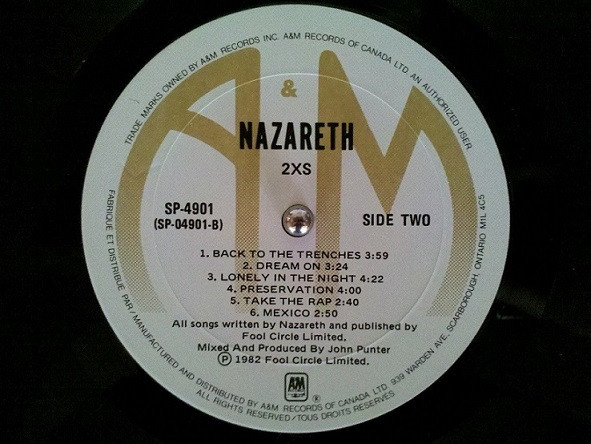 TRADE MARKS OWNED BY A&M RECORDS INC. A&M RECORDS OF CANADA LTD. AN AUTHORIZED USER
&
NAZARETH
2XS
SP-4901
(SP-04901-B)
SIDE TWO
1. BACK TO THE TRENCHES 3:59
2. DREAM ON 3:24
3. LONELY IN THE NIGHT 4:22
4. PRESERVATION 4:00
5. TAKE THE RAP 2:40
6. MEXICO 2:50
All songs written by Nazareth and published by
Fool Circle Limited.
Mixed And Produced By John Punter
Ⓟ 1982 Fool Circle Limited.
A&M ®
FABRIQUE ET DISTRIBUE PAR/MANUFACTURED AND DISTRIBUTED BY A&M RECORDS OF CANADA LTD. 939 WARDEN AVE, SCARBOROUGH, ONTARIO M1L 4C5
ALL RIGHTS RESERVED/TOUS DROITS RESERVES